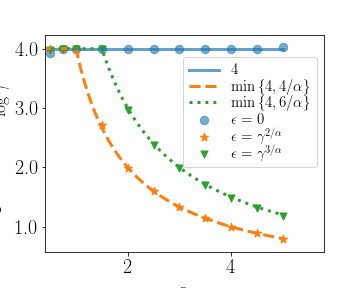 4.0
3.0
2.0
1.0
2
4
4
min {4, 4/α}
min {4, 6/α}
ϵ = 0
ϵ = γ^{2/α}
ϵ = γ^{3/α}